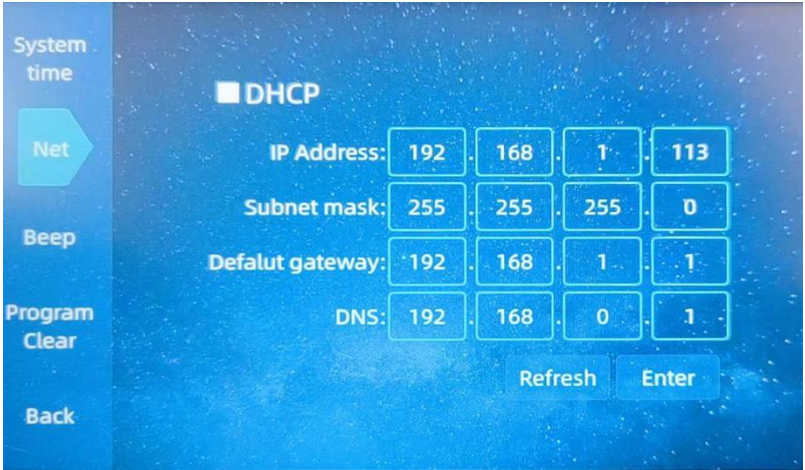 System
time
Net
Beep
Program
Clear
Back
DHCP
IP Address: 192 . 168 . 1 . 113
Subnet mask: 255 . 255 . 255 . 0
Defalut gateway: 192 . 168 . 1 . 1
DNS: 192 . 168 . 0 . 1
Refresh Enter